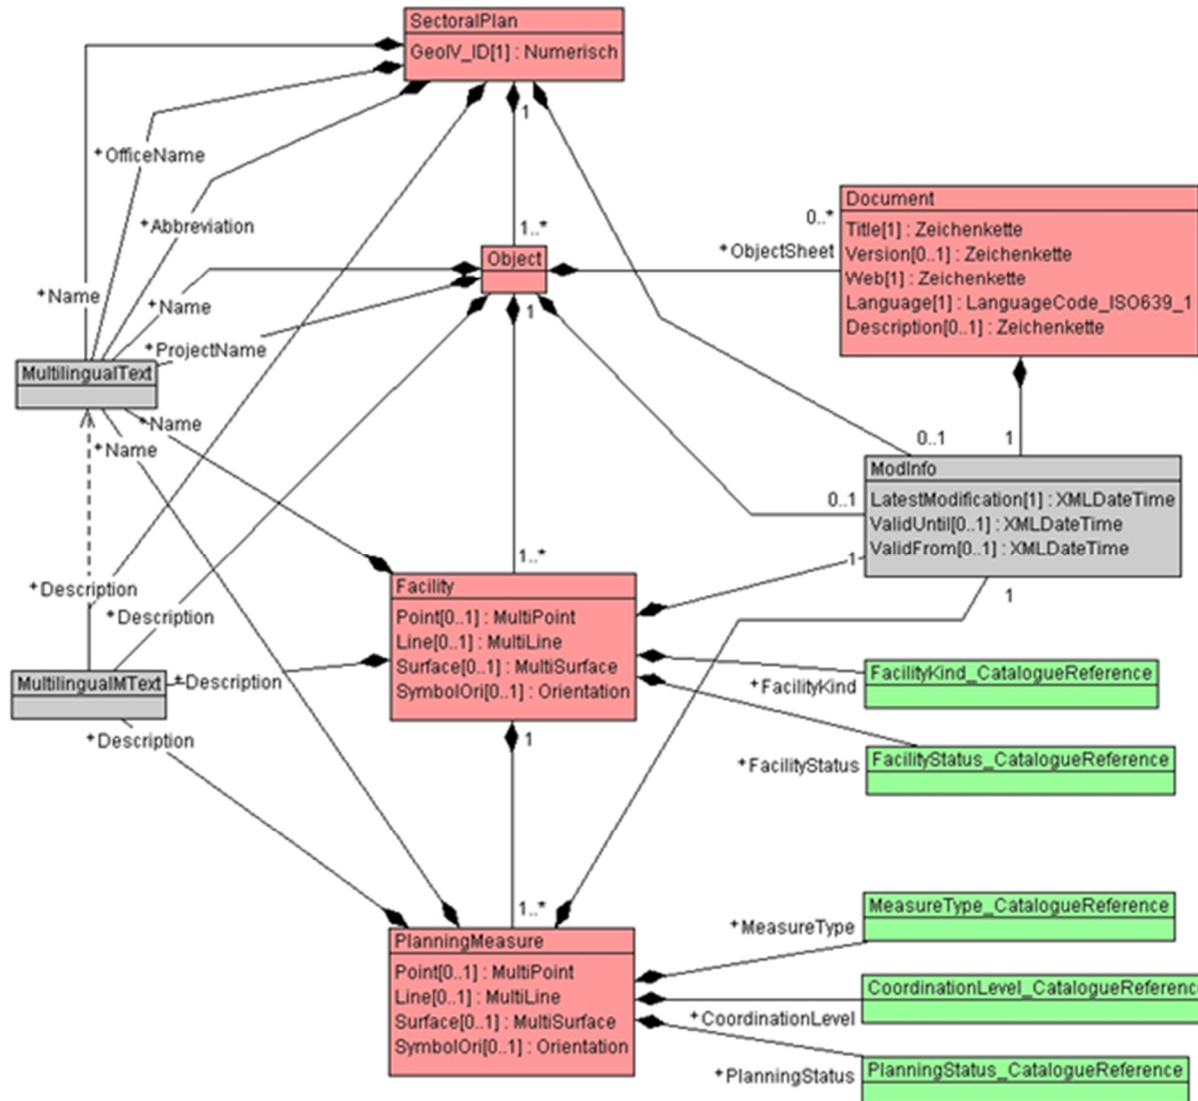 SectoralPlan
GeoIV_ID[1] : Numerisch
1
*OfficeName
*Abbreviation
*Name
Document
Title[1] : Zeichenkette
Version[0..1] : Zeichenkette
Web[1] : Zeichenkette
Language[1] : LanguageCode_ISO639_1
Description[0..1] : Zeichenkette
0..*
*ObjectSheet
1..*
Object
1
*Name
*ProjectName
MultilingualText
*Name
*Name
0..1
1
ModInfo
LatestModification[1] : XMLDateTime
ValidUntil[0..1] : XMLDateTime
ValidFrom[0..1] : XMLDateTime
0..1
1
1
1..*
Facility
Point[0..1] : MultiPoint
Line[0..1] : MultiLine
Surface[0..1] : MultiSurface
SymbolOri[0..1] : Orientation
*Description
*Description
MultilingualMText
*Description
*Description
FacilityKind_CatalogueReference
*FacilityKind
FacilityStatus_CatalogueReference
*FacilityStatus
1
1..*
PlanningMeasure
Point[0..1] : MultiPoint
Line[0..1] : MultiLine
Surface[0..1] : MultiSurface
SymbolOri[0..1] : Orientation
MeasureType_CatalogueReference
*MeasureType
CoordinationLevel_CatalogueReference
*CoordinationLevel
PlanningStatus_CatalogueReference
*PlanningStatus